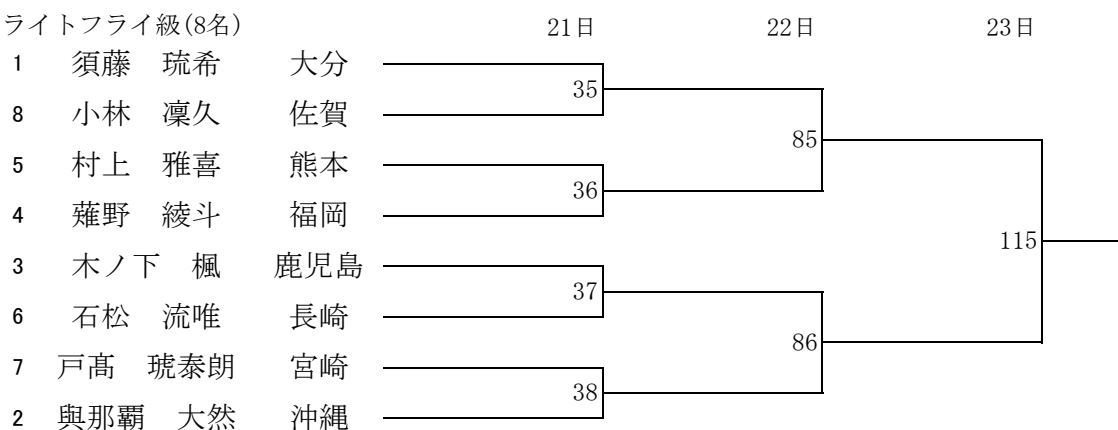 ライトフライ級(8名) 21日 22日 23日
1 須藤 琉希 大分
35
8 小林 凜久 佐賀
85
5 村上 雅喜 熊本
36
4 薙野 綾斗 福岡
115
3 木ノ下 楓 鹿児島
37
6 石松 流唯 長崎
86
7 戸髙 琥泰朗 宮崎
38
2 與那覇 大然 沖縄